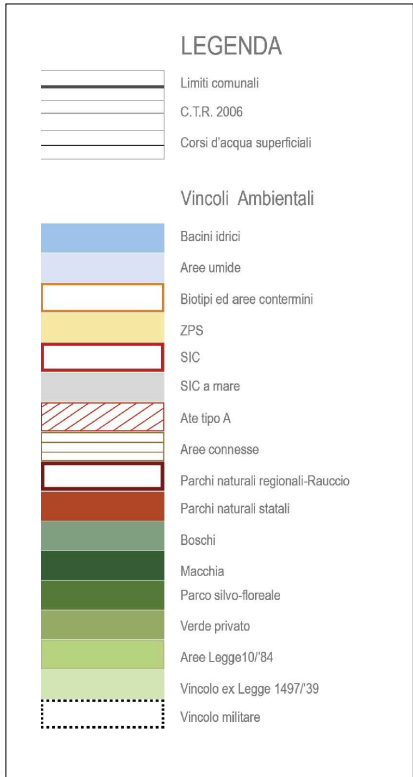 LEGENDA
Limiti comunali
C.T.R. 2006
Corsi d'acqua superficiali
Vincoli Ambientali
Bacini idrici
Aree umide
Biotipi ed aree contermini
ZPS
SIC
SIC a mare
Ate tipo A
Aree connesse
Parchi naturali regionali-Rauccio
Parchi naturali statali
Boschi
Macchia
Parco silvo-floreale
Verde privato
Aree Legge10/'84
Vincolo ex Legge 1497/'39
Vincolo militare